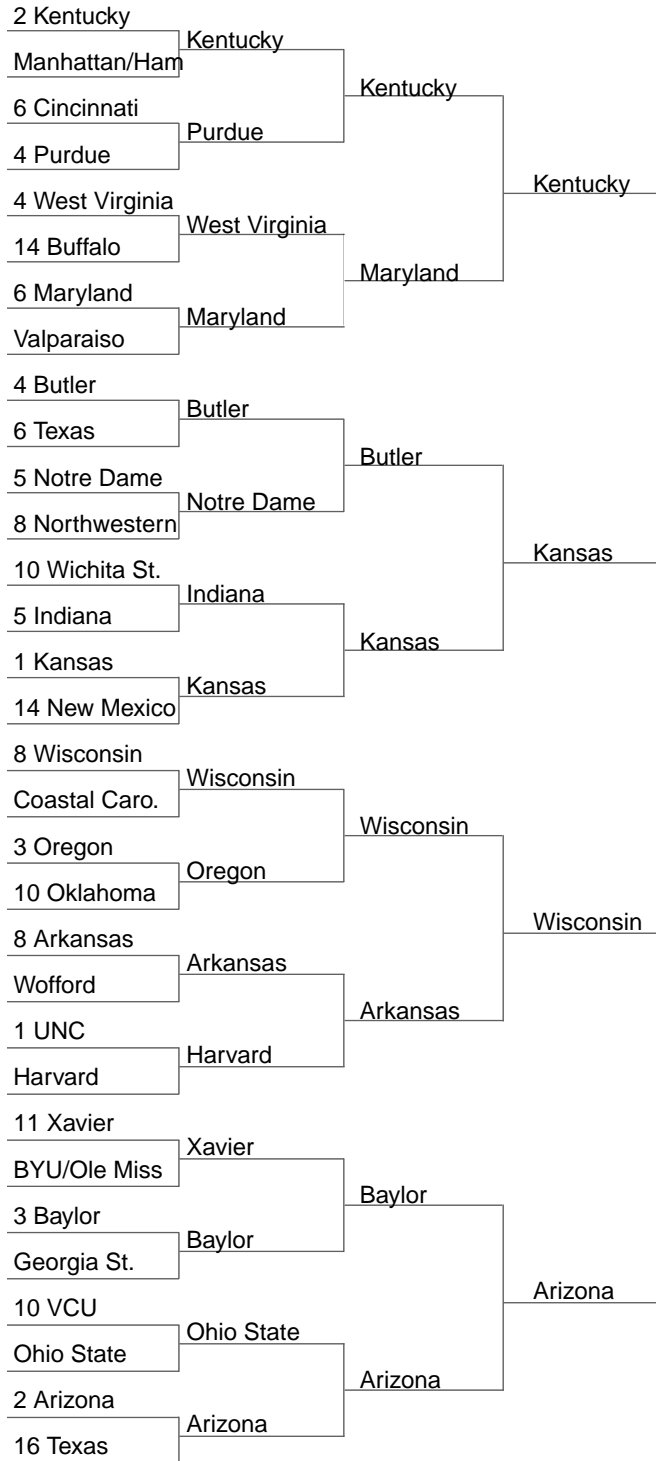 2 Kentucky
Manhattan/Ham
6 Cincinnati
4 Purdue
4 West Virginia
14 Buffalo
6 Maryland
Valparaiso
4 Butler
6 Texas
5 Notre Dame
8 Northwestern
10 Wichita St.
5 Indiana
1 Kansas
14 New Mexico
8 Wisconsin
Coastal Caro.
3 Oregon
10 Oklahoma
8 Arkansas
Wofford
1 UNC
Harvard
11 Xavier
BYU/Ole Miss
3 Baylor
Georgia St.
10 VCU
Ohio State
2 Arizona
16 Texas
Kentucky
Purdue
West Virginia
Maryland
Butler
Notre Dame
Indiana
Kansas
Wisconsin
Oregon
Arkansas
Harvard
Xavier
Baylor
Ohio State
Arizona
Kentucky
Maryland
Butler
Kansas
Wisconsin
Arkansas
Baylor
Arizona
Kentucky
Kansas
Wisconsin
Arizona